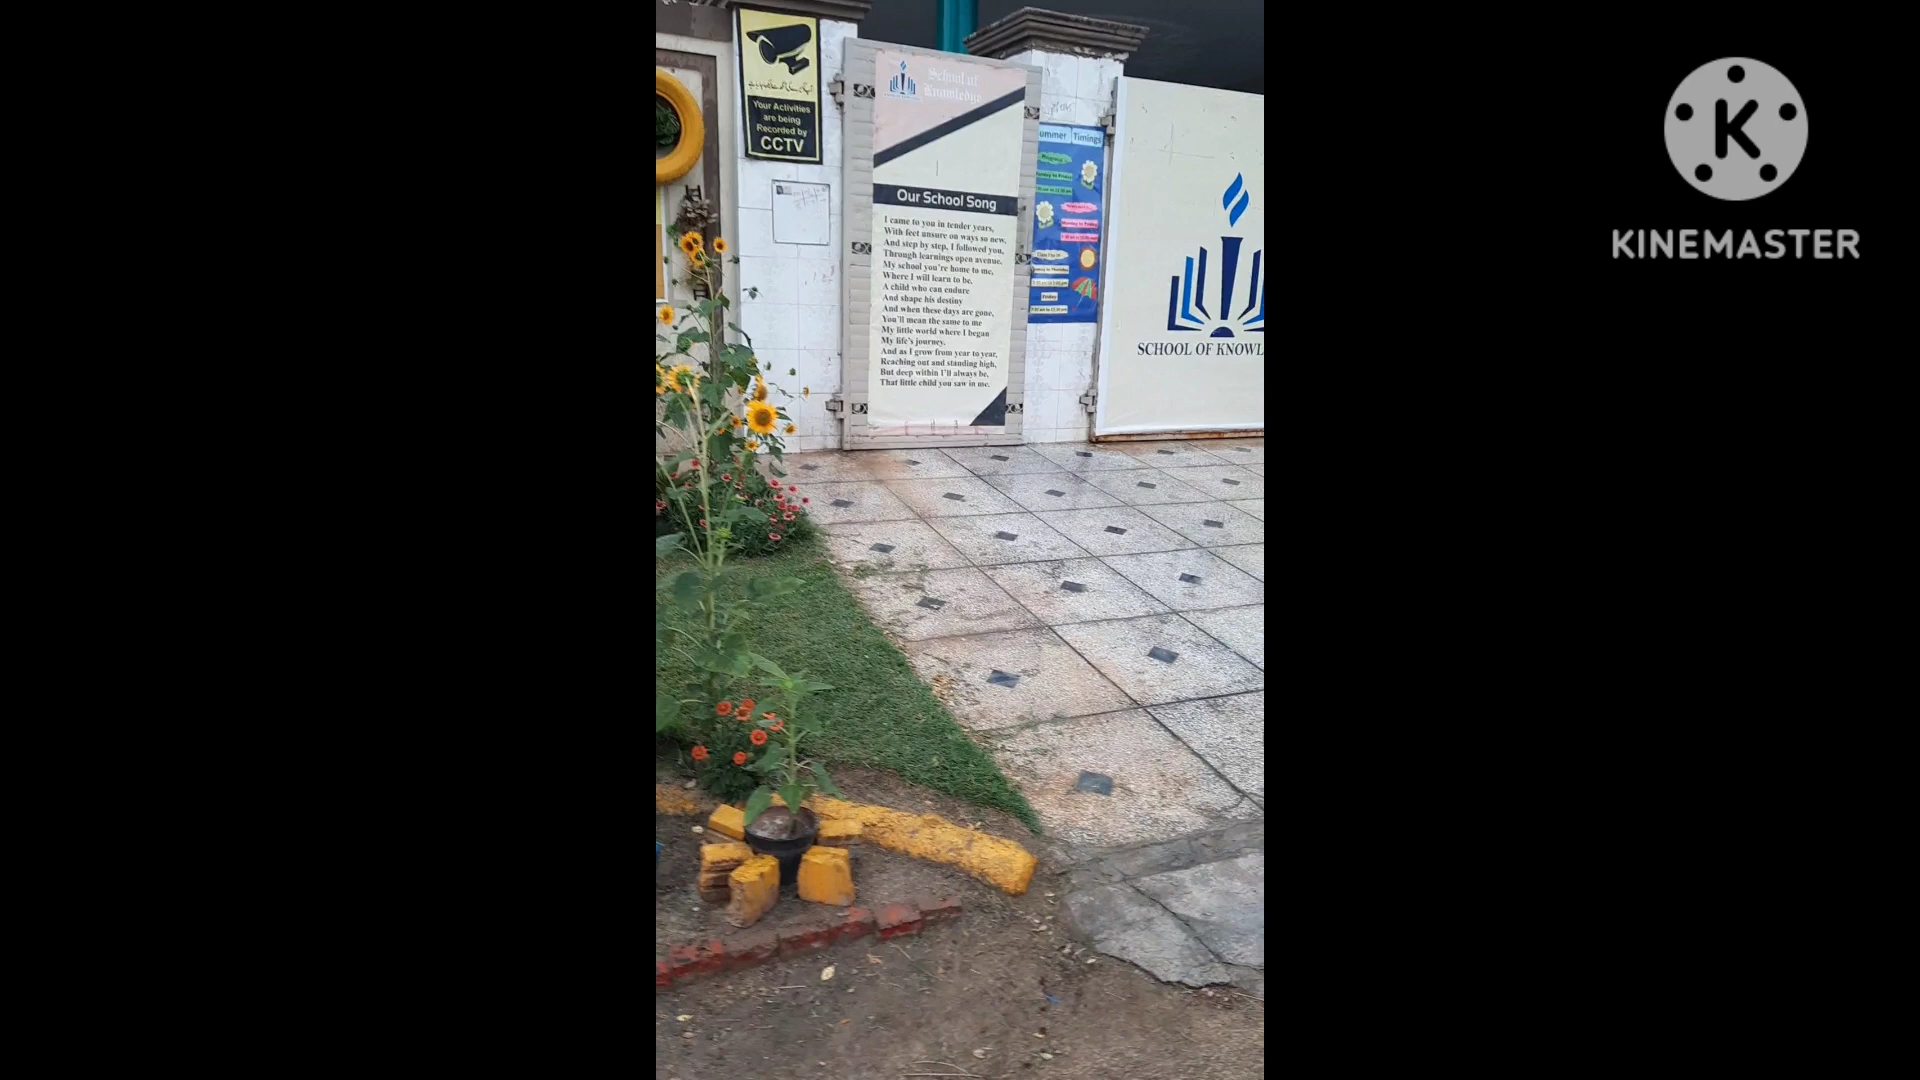 Your Activities
are being
Recorded by
CCTV
School of
Knowledge
Our School Song
I came to you in tender years,
With feet unsure on ways so new,
And step by step, I followed you,
Through learnings open avenue.
My school you're home to me,
Where I will learn to be,
A child who can endure
And shape his destiny
And when these days are gone,
You'll mean the same to me
My little world where I began
My life's journey.
And as I grow from year to year,
Reaching out and standing high,
But deep within I'll always be,
That little child you saw in me.
ummer Timings
Monday to Friday
Friday
SCHOOL OF KNOWL
K
KINEMASTER